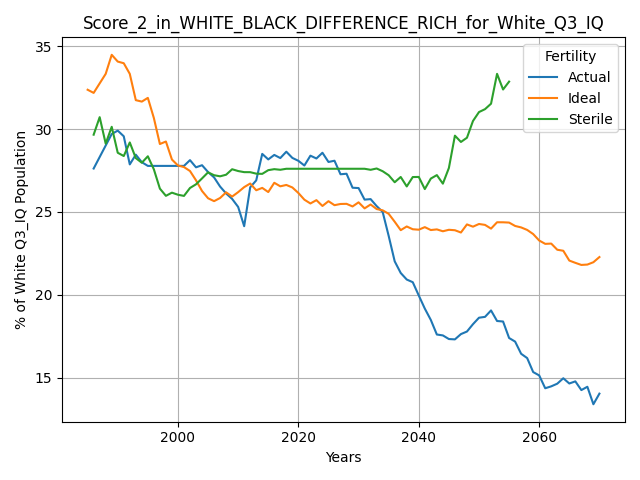 Score_2_in_WHITE_BLACK_DIFFERENCE_RICH_for_White_Q3_IQ
% of White Q3_IQ Population
35
30
25
20
15
Fertility
Actual
Ideal
Sterile
2000
2020
2040
2060
Years